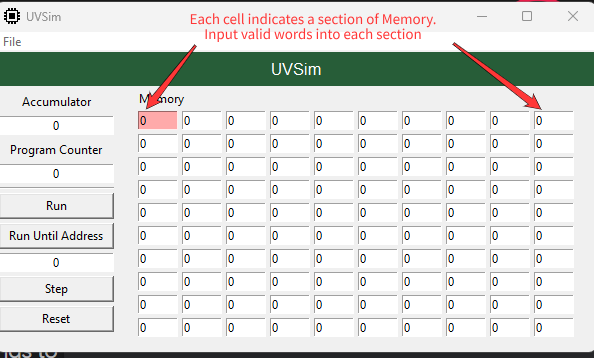 UVSim
Each cell indicates a section of Memory.
Input valid words into each section
File
UVSim
Accumulator
0
Program Counter
0
Run
Run Until Address
0
Step
Reset
Memory
0 0 0 0 0 0 0 0 0 0
0 0 0 0 0 0 0 0 0 0
0 0 0 0 0 0 0 0 0 0
0 0 0 0 0 0 0 0 0 0
0 0 0 0 0 0 0 0 0 0
0 0 0 0 0 0 0 0 0 0
0 0 0 0 0 0 0 0 0 0
0 0 0 0 0 0 0 0 0 0
0 0 0 0 0 0 0 0 0 0
0 0 0 0 0 0 0 0 0 0
to